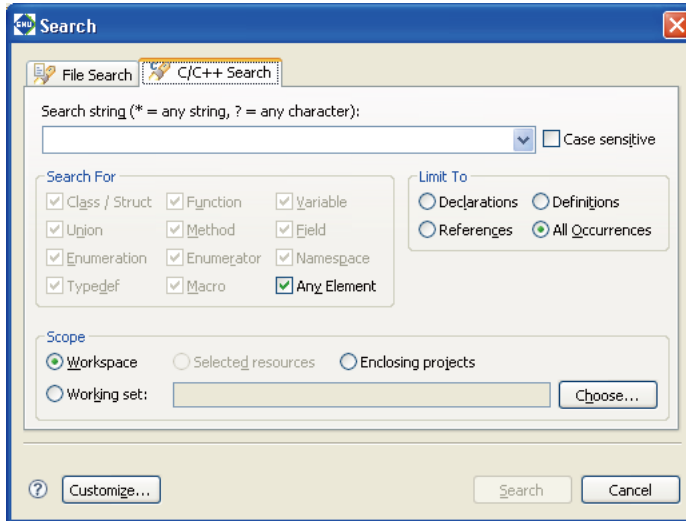 GNU Search
File Search C/C++ Search
Search string (* = any string, ? = any character):
Case sensitive
Search For
Class / Struct Function Variable
Union Method Field
Enumeration Enumerator Namespace
Typedef Macro Any Element
Limit To
Declarations Definitions
References All Occurrences
Scope
Workspace Selected resources Enclosing projects
Working set: Choose...
? Customize... Search Cancel